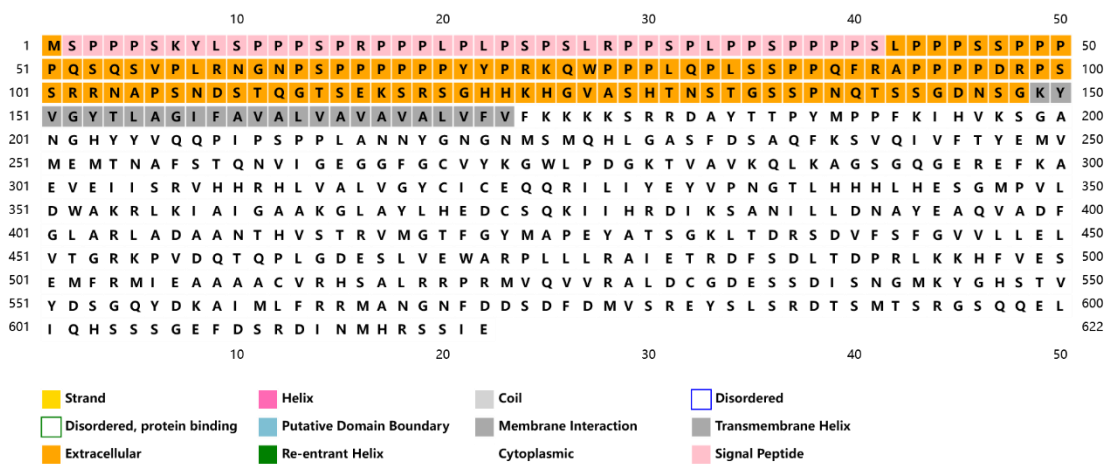 10 20 30 40 50
1 M S P P P S K Y L S P P P S P R P P P L P L P S P S L R P P S P L P P S P P P P S L P P P S S P P P 50
51 P Q S Q S V P L R N G N P S P P P P P P Y Y P R K Q W P P P L Q P L S S P P Q F R A P P P P D R P S 100
101 S R R N A P S N D S T Q G T S E K S R S G H H K H G V A S H T N S T G S S P N Q T S S G D N S G K Y 150
151 V G Y T L A G I F A V A L V A V A V A L V F V F K K K K S R R D A Y T T P Y M P P F K I H V K S G A 200
201 N G H Y Y V Q Q P I P S P P L A N N Y G N G N M S M Q H L G A S F D S A Q F K S V Q I V F T Y E M V 250
251 M E M T N A F S T Q N V I G E G G F G C V Y K G W L P D G K T V A V K Q L K A G S G Q G E R E F K A 300
301 E V E I I S R V H H R H L V A L V G Y C I C E Q Q R I L I Y E Y V P N G T L H H H L H E S G M P V L 350
351 D W A K R L K I A I G A A K G L A Y L H E D C S Q K I I H R D I K S A N I L L D N A Y E A Q V A D F 400
401 G L A R L A D A A N T H V S T R V M G T F G Y M A P E Y A T S G K L T D R S D V F S F G V V L L E L 450
451 V T G R K P V D Q T Q P L G D E S L V E W A R P L L L R A I E T R D F S D L T D P R L K K H F V E S 500
501 E M F R M I E A A A A C V R H S A L R R P R M V Q V V R A L D C G D E S S D I S N G M K Y G H S T V 550
551 Y D S G Q Y D K A I M L F R R M A N G N F D D S D F D M V S R E Y S L S R D T S M T S R G S Q Q E L 600
601 I Q H S S S G E F D S R D I N M H R S S I E 622
10 20 30 40 50
Strand Helix Coil Disordered
Disordered, protein binding Putative Domain Boundary Membrane Interaction Transmembrane Helix
Extracellular Re-entrant Helix Cytoplasmic Signal Peptide